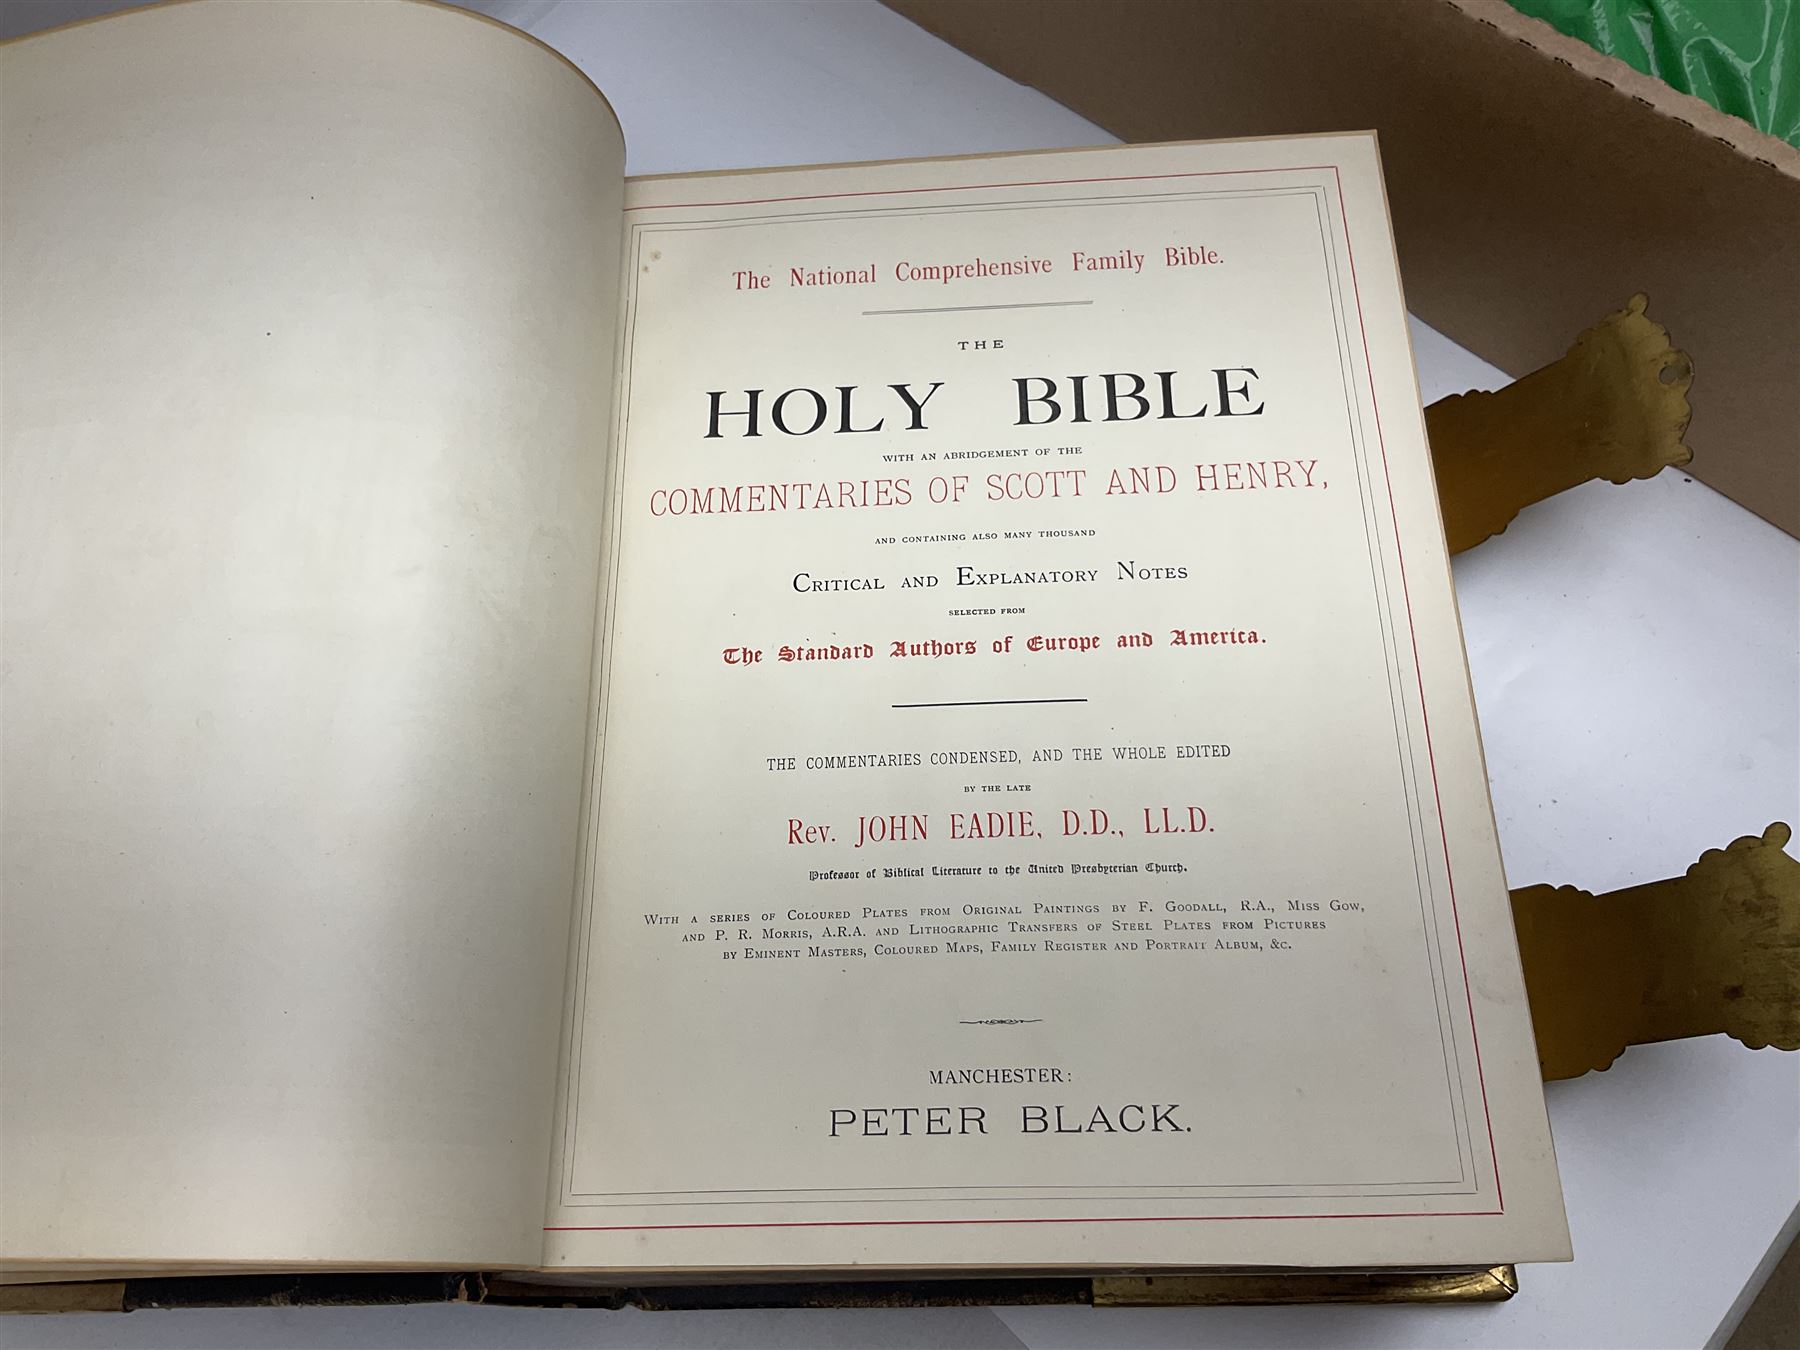 The National Comprehensive Family Bible.
THE
HOLY BIBLE
WITH AN ABRIDGEMENT OF THE
COMMENTARIES OF SCOTT AND HENRY,
AND CONTAINING ALSO MANY THOUSAND
CRITICAL AND EXPLANATORY NOTES
SELECTED FROM
The Standard Authors of Europe and America.
THE COMMENTARIES CONDENSED, AND THE WHOLE EDITED
BY THE LATE
Rev. JOHN EADIE, D.D., LL.D.
Professor of Biblical Literature to the United Presbyterian Church.
WITH A SERIES OF COLOURED PLATES FROM ORIGINAL PAINTINGS BY F. GOODALL, R.A., MISS GOW,
AND P. R. MORRIS, A.R.A. AND LITHOGRAPHIC TRANSFERS OF STEEL PLATES FROM PICTURES
BY EMINENT MASTERS, COLOURED MAPS, FAMILY REGISTER AND PORTRAIT ALBUM, &C.
MANCHESTER:
PETER BLACK.